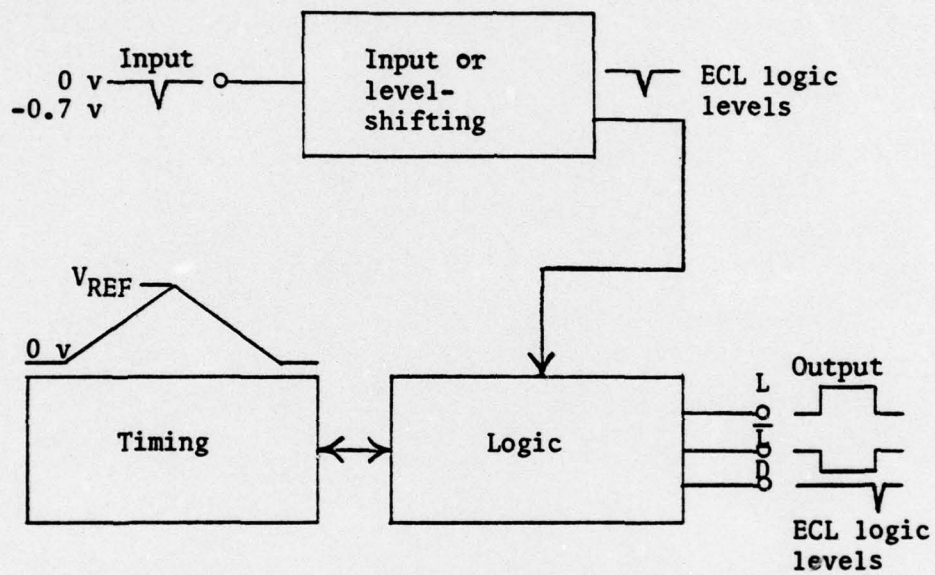 Input
0 v
-0.7 v
Input or
level-
shifting
ECL logic
levels
V_REF
0 v
Timing
Logic
L
L̅
D
Output
ECL logic
levels